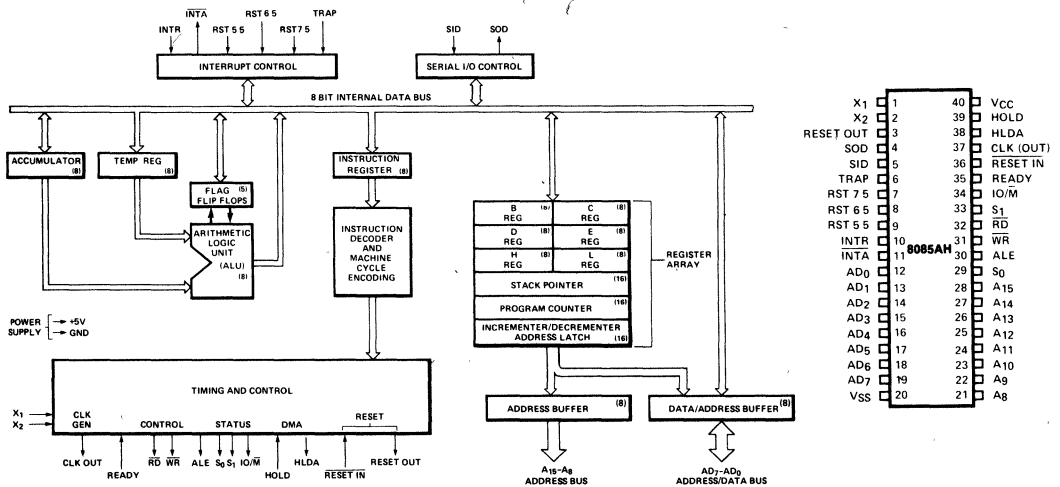 INTR INTA RST 5 5 RST 6 5 RST 7 5 TRAP
INTERRUPT CONTROL
SID SOD
SERIAL I/O CONTROL
8 BIT INTERNAL DATA BUS
ACCUMULATOR (8)
TEMP REG (8)
FLAG (5)
FLIP FLOPS
ARITHMETIC
LOGIC
UNIT
(ALU)
(8)
INSTRUCTION
REGISTER (8)
INSTRUCTION
DECODER
AND
MACHINE
CYCLE
ENCODING
B (8) C (8)
REG REG
D (8) E (8)
REG REG
H (8) L (8)
REG REG
STACK POINTER (16)
PROGRAM COUNTER (16)
INCREMENTER/DECREMENTER
ADDRESS LATCH (16)
REGISTER
ARRAY
POWER
SUPPLY
+5V
GND
TIMING AND CONTROL
X1
X2
CLK
GEN
CONTROL STATUS DMA RESET
CLK OUT READY RD WR ALE S0 S1 IO/M HOLD HLDA RESET IN RESET OUT
ADDRESS BUFFER (8)
DATA/ADDRESS BUFFER (8)
A15-A8
ADDRESS BUS
AD7-AD0
ADDRESS/DATA BUS
X1 1 40 VCC
X2 2 39 HOLD
RESET OUT 3 38 HLDA
SOD 4 37 CLK (OUT)
SID 5 36 RESET IN
TRAP 6 35 READY
RST 7 5 7 34 IO/M
RST 6 5 8 33 S1
RST 5 5 9 32 RD
INTR 10 31 WR
8085AH
INTA 11 30 ALE
AD0 12 29 S0
AD1 13 28 A15
AD2 14 27 A14
AD3 15 26 A13
AD4 16 25 A12
AD5 17 24 A11
AD6 18 23 A10
AD7 19 22 A9
VSS 20 21 A8